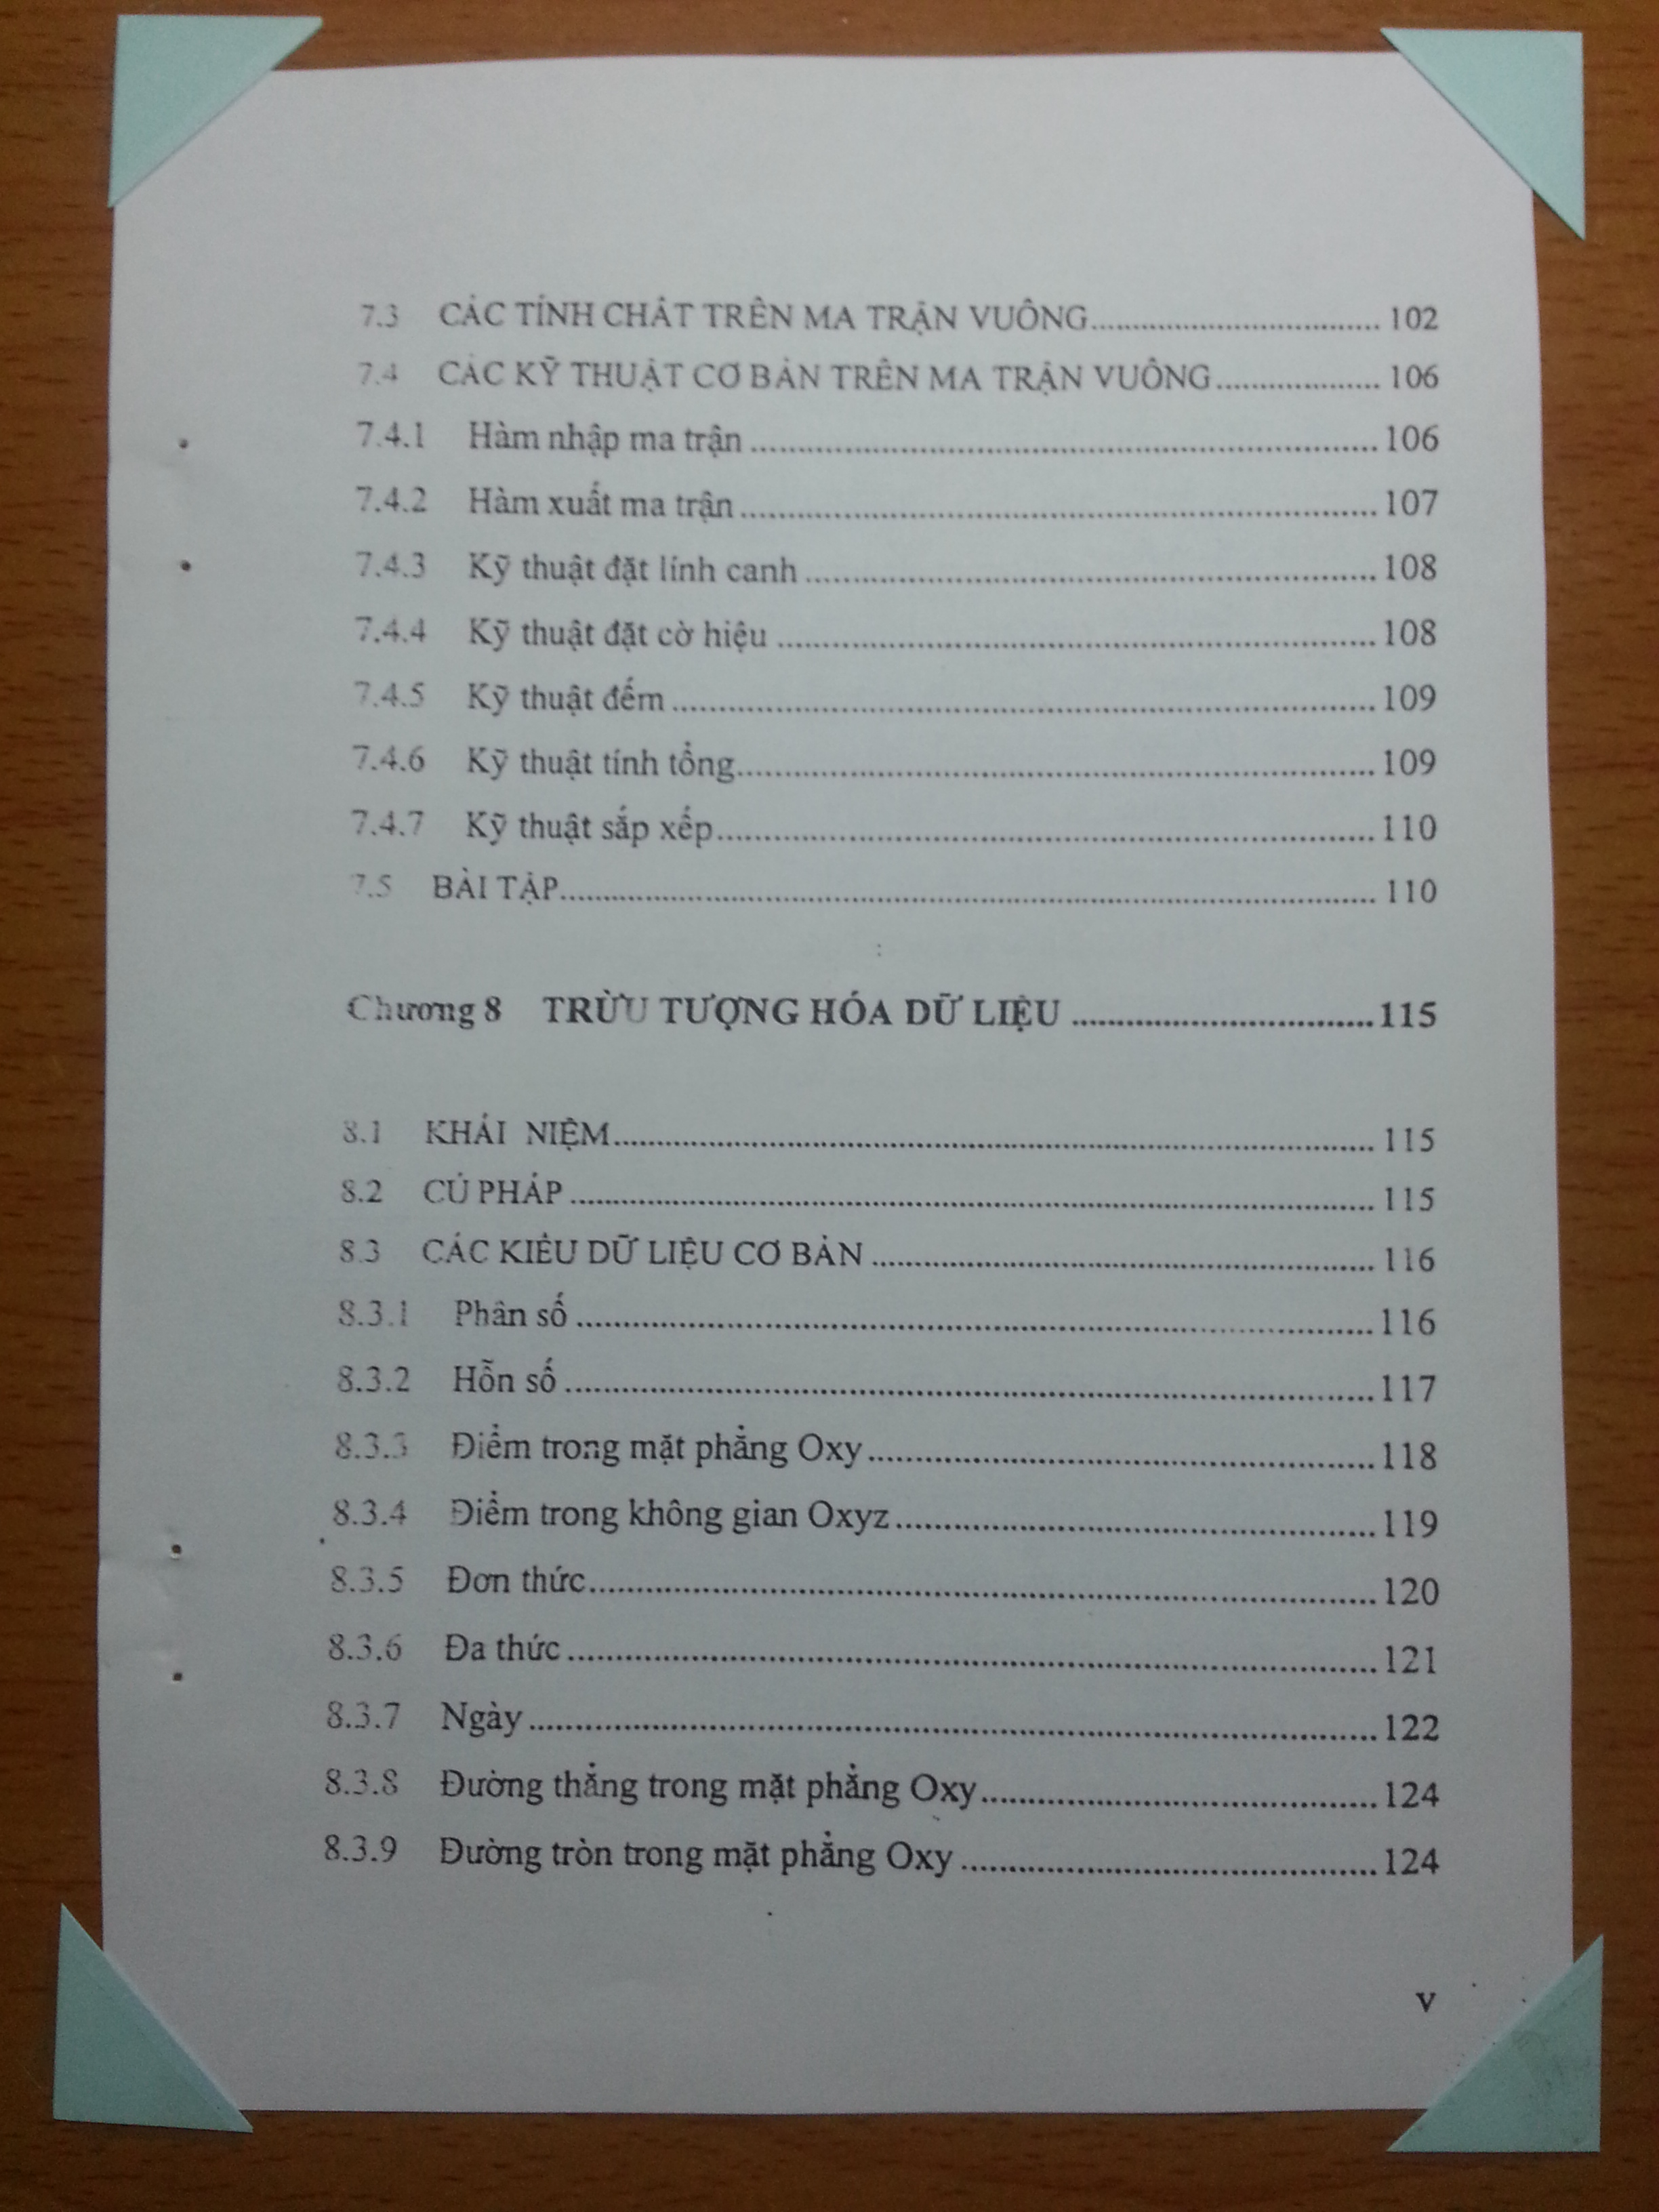 7.3 CÁC TÍNH CHẤT TRÊN MA TRẬN VUÔNG.................................. 102
7.4 CÁC KỸ THUẬT CƠ BẢN TRÊN MA TRẬN VUÔNG.................... 106
7.4.1 Hàm nhập ma trận .................................................................... 106
7.4.2 Hàm xuất ma trận ..................................................................... 107
7.4.3 Kỹ thuật đặt lính canh .............................................................. 108
7.4.4 Kỹ thuật đặt cờ hiệu ................................................................. 108
7.4.5 Kỹ thuật đếm ............................................................................ 109
7.4.6 Kỹ thuật tính tổng..................................................................... 109
7.4.7 Kỹ thuật sắp xếp....................................................................... 110
7.5 BÀI TẬP............................................................................................ 110
Chương 8 TRỪU TƯỢNG HÓA DỮ LIỆU ................................. 115
8.1 KHÁI NIỆM...................................................................................... 115
8.2 CÚ PHÁP .......................................................................................... 115
8.3 CÁC KIỂU DỮ LIỆU CƠ BẢN ........................................................ 116
8.3.1 Phân số ..................................................................................... 116
8.3.2 Hỗn số ...................................................................................... 117
8.3.3 Điểm trong mặt phẳng Oxy...................................................... 118
8.3.4 Điểm trong không gian Oxyz................................................... 119
8.3.5 Đơn thức................................................................................... 120
8.3.6 Đa thức ..................................................................................... 121
8.3.7 Ngày ......................................................................................... 122
8.3.8 Đường thẳng trong mặt phẳng Oxy.......................................... 124
8.3.9 Đường tròn trong mặt phẳng Oxy ............................................ 124
v